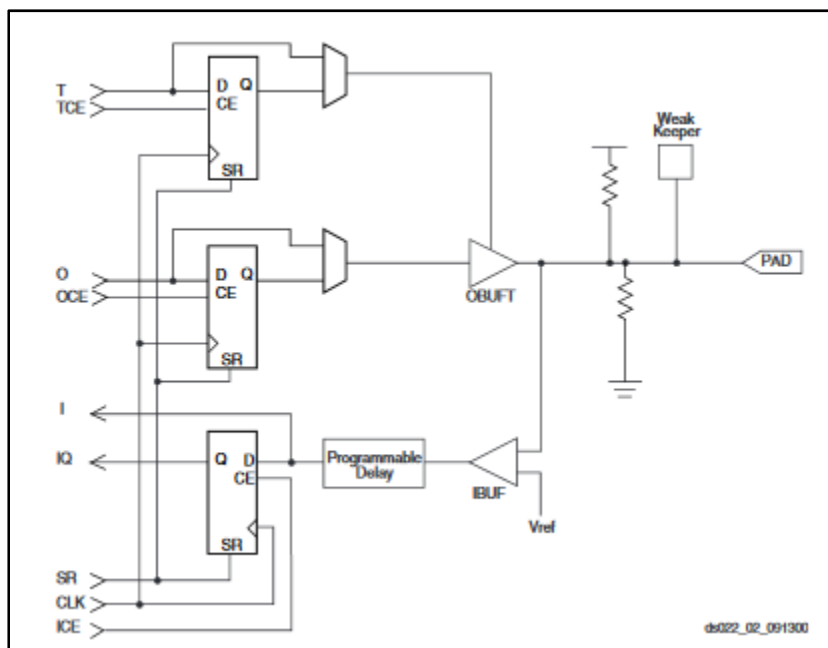 T
TCE
D Q
CE
SR
Weak
Keeper
O
OCE
D Q
CE
SR
OBUFT
PAD
I
IQ
Q D
CE
SR
Programmable
Delay
IBUF
Vref
SR
CLK
ICE
ds022_02_091300